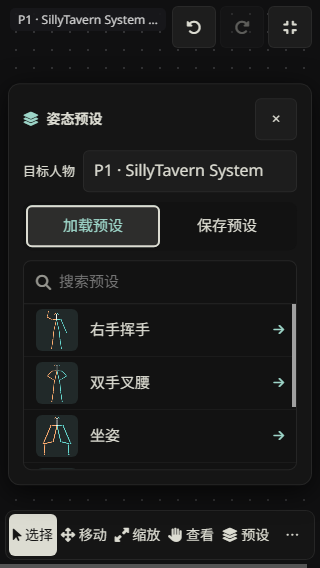 P1 · SillyTavern System ...
姿态预设
×
目标人物
P1 · SillyTavern System
加载预设
保存预设
搜索预设
右手挥手
双手叉腰
坐姿
选择 移动 缩放 查看 预设 ...